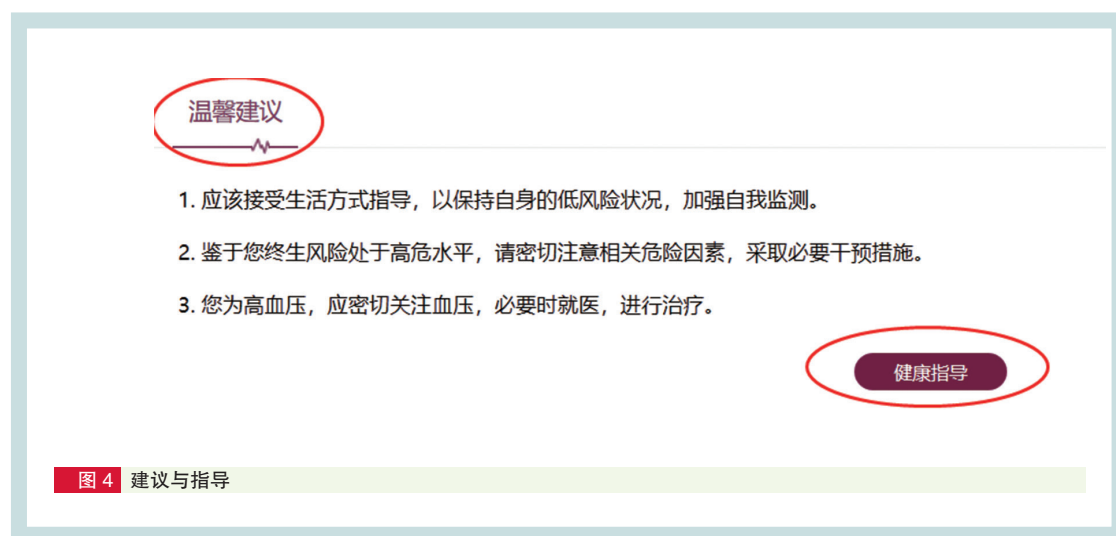 温馨建议
1. 应该接受生活方式指导，以保持自身的低风险状况，加强自我监测。
2. 鉴于您终生风险处于高危水平，请密切注意相关危险因素，采取必要干预措施。
3. 您为高血压，应密切关注血压，必要时就医，进行治疗。
健康指导
图 4 建议与指导